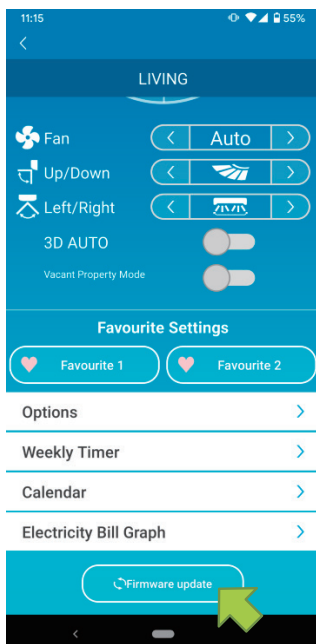 11:15 55%
LIVING
Fan Auto
Up/Down
Left/Right
3D AUTO
Vacant Property Mode
Favourite Settings
Favourite 1 Favourite 2
Options
Weekly Timer
Calendar
Electricity Bill Graph
Firmware update